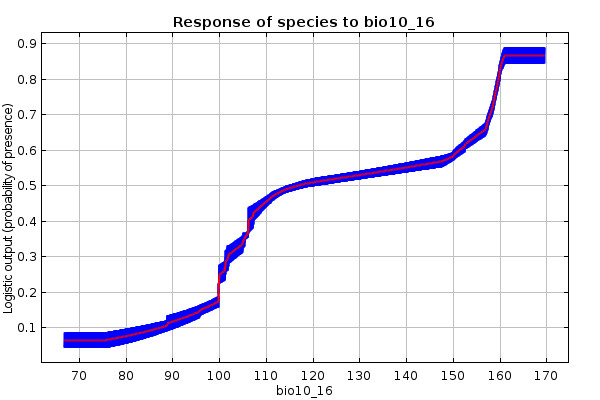 Response of species to bio10_16
Logistic output (probability of presence)
0.9
0.8
0.7
0.6
0.5
0.4
0.3
0.2
0.1
70 80 90 100 110 120 130 140 150 160 170
bio10_16